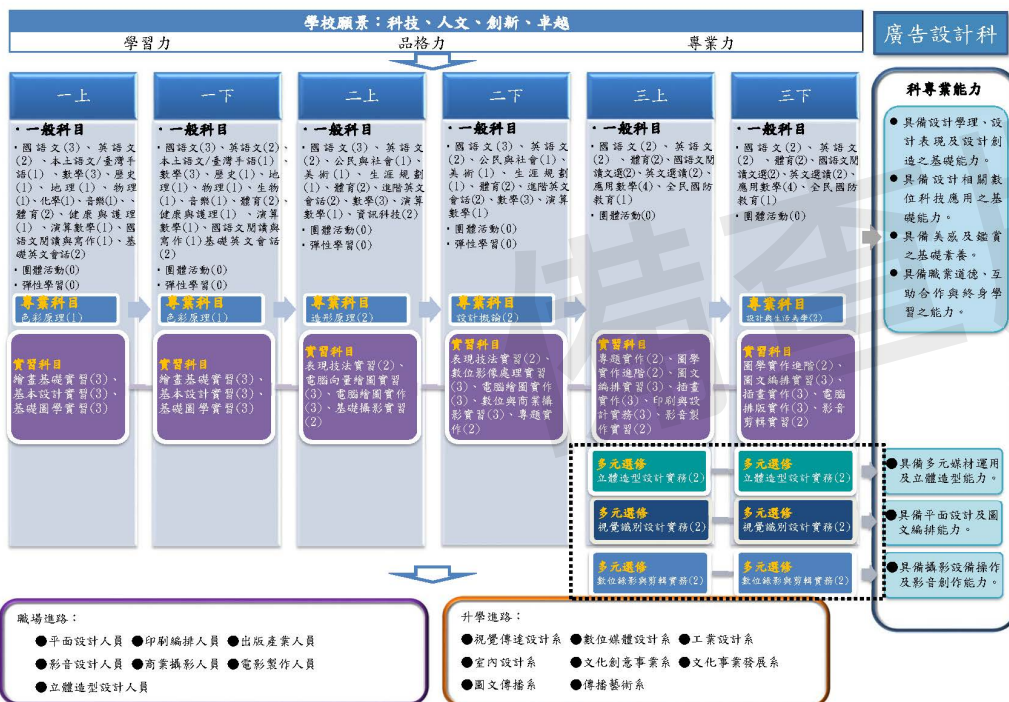 學校願景：科技、人文、創新、卓越
學習力
品格力
專業力
廣告設計科
一上
・一般科目
・國語文(3)、英語文
(2)、本土語文/臺灣手
語(1)、數學(3)、歷史
(1)、地理(1)、物理
(1)、化學(1)、音樂(1)、
體育(2)、健康與護理
(1)、演算數學(1)、國
語文閱讀與寫作(1)、基
礎英文會話(2)
・團體活動(0)
・彈性學習(0)
專業科目
色彩原理(1)
實習科目
繪畫基礎實習(3)、
基本設計實習(3)、
基礎圖學實習(3)
一下
・一般科目
・國語文(3)、英語文(2)、
本土語文/臺灣手語(1)、
數學(3)、歷史(1)、地
理(1)、物理(1)、生物
(1)、音樂(1)、體育(2)、
健康與護理(1)、演算
數學(1)、國語文閱讀與
寫作(1)基礎英文會話
(2)
・團體活動(0)
・彈性學習(0)
專業科目
色彩原理(1)
實習科目
繪畫基礎實習(3)、
基本設計實習(3)、
基礎圖學實習(3)
二上
・一般科目
・國語文(3)、英語文
(2)、公民與社會(1)、
美術(1)、生涯規劃
(1)、體育(2)、進階英文
會話(2)、數學(3)、演算
數學(1)、資訊科技(2)
・團體活動(0)
・彈性學習(0)
專業科目
造形原理(2)
實習科目
表現技法實習(2)、
電腦向量繪圖實習
(3)、電腦繪圖實作
(3)、基礎攝影實習
(2)
二下
・一般科目
・國語文(3)、英語文
(2)、公民與社會(1)、
美術(1)、生涯規劃
(1)、體育(2)、進階英文
會話(2)、數學(3)、演算
數學(1)
・團體活動(0)
・彈性學習(0)
專業科目
設計概論(2)
實習科目
表現技法實習(2)、
數位影像處理實習
(3)、電腦繪圖實作
(3)、數位與商業攝
影實習(3)、專題實
作(2)
三上
・一般科目
・國語文(2)、英語文
(2)、體育(2)、國語文閱
讀文選(2)、英文選讀(2)、
應用數學(4)、全民國防
教育(1)
・團體活動(0)
實習科目
專題實作(2)、圖學
實作進階(2)、圖文
編排實習(3)、插畫
實作(3)、印刷與設
計實務(3)、影音製
作實習(2)
多元選修
立體造型設計實務(2)
多元選修
視覺識別設計實務(2)
多元選修
數位錄影與剪輯實務(2)
三下
・一般科目
・國語文(2)、英語文
(2)、體育(2)、國語文閱
讀文選(2)、英文選讀(2)、
應用數學(4)、全民國防
教育(1)
・團體活動(0)
專業科目
設計與生活美學(2)
實習科目
圖學實作進階(2)、
圖文編排實習(3)、
插畫實作(3)、電腦
排版實作(3)、影音
剪輯實習(2)
多元選修
立體造型設計實務(2)
多元選修
視覺識別設計實務(2)
多元選修
數位錄影與剪輯實務(2)
科專業能力
●具備設計學理、設
計表現及設計創
造之基礎能力。
●具備設計相關數
位科技應用之基
礎能力。
●具備美感及鑑賞
之基礎素養。
●具備職業道德、互
助合作與終身學
習之能力。
●具備多元媒材運用
及立體造型能力。
●具備平面設計及圖
文編排能力。
●具備攝影設備操作
及影音創作能力。
備查
職場進路：
●平面設計人員 ●印刷編排人員 ●出版產業人員
●影音設計人員 ●商業攝影人員 ●電影製作人員
●立體造型設計人員
升學進路：
●視覺傳達設計系 ●數位媒體設計系 ●工業設計系
●室內設計系 ●文化創意事業系 ●文化事業發展系
●圖文傳播系 ●傳播藝術系